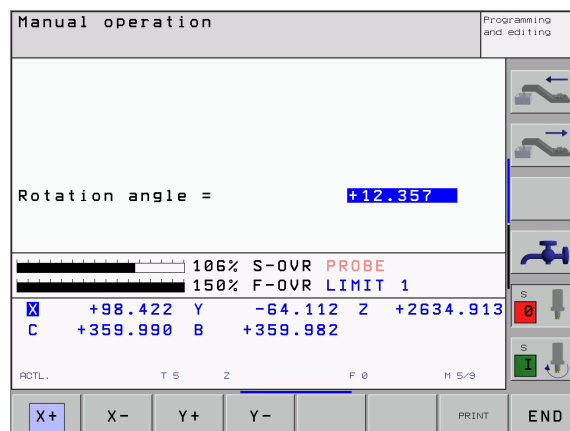 Manual operation
Programming
and editing
Rotation angle = +12.357
106% S-OVR PROBE
150% F-OVR LIMIT 1
X +98.422 Y -64.112 Z +2634.913
C +359.990 B +359.982
ACTL. T 5 Z F 0 M 5/9
S
0
S
I
X+ X- Y+ Y- PRINT END